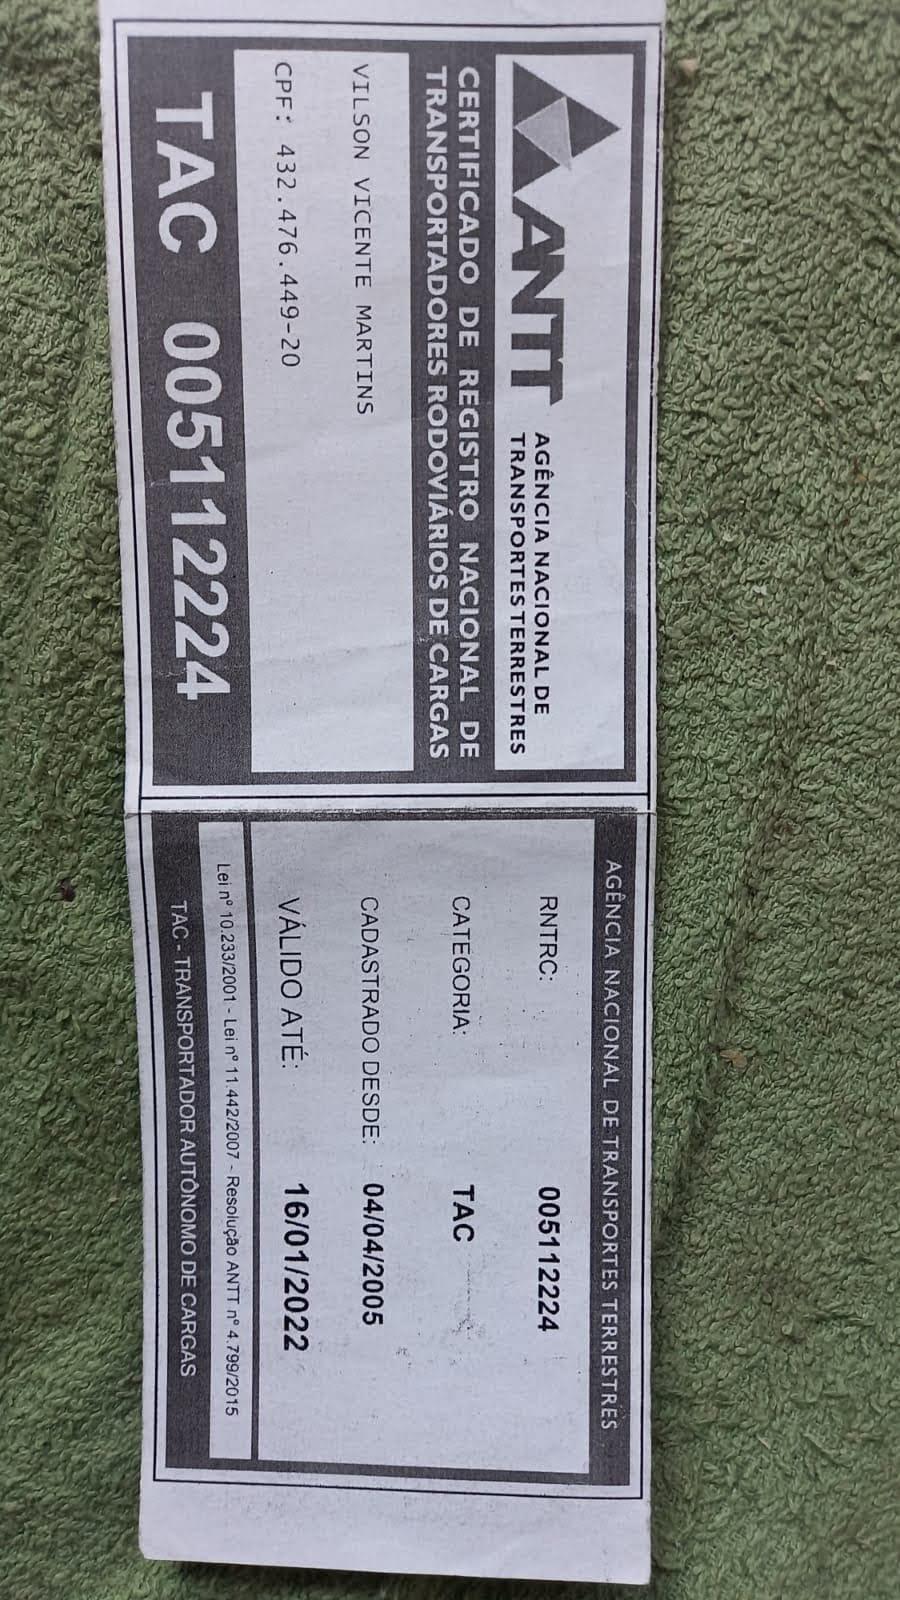 ANTT
AGÊNCIA NACIONAL DE
TRANSPORTES TERRESTRES
CERTIFICADO DE REGISTRO NACIONAL DE
TRANSPORTADORES RODOVIÁRIOS DE CARGAS
VILSON VICENTE MARTINS
CPF: 432.476.449-20
TAC 005112224
AGÊNCIA NACIONAL DE TRANSPORTES TERRESTRES
RNTRC: 005112224
CATEGORIA: TAC
CADASTRADO DESDE: 04/04/2005
VÁLIDO ATÉ: 16/01/2022
Lei nº 10.233/2001 - Lei nº 11.442/2007 - Resolução ANTT nº 4.799/2015
TAC - TRANSPORTADOR AUTÔNOMO DE CARGAS